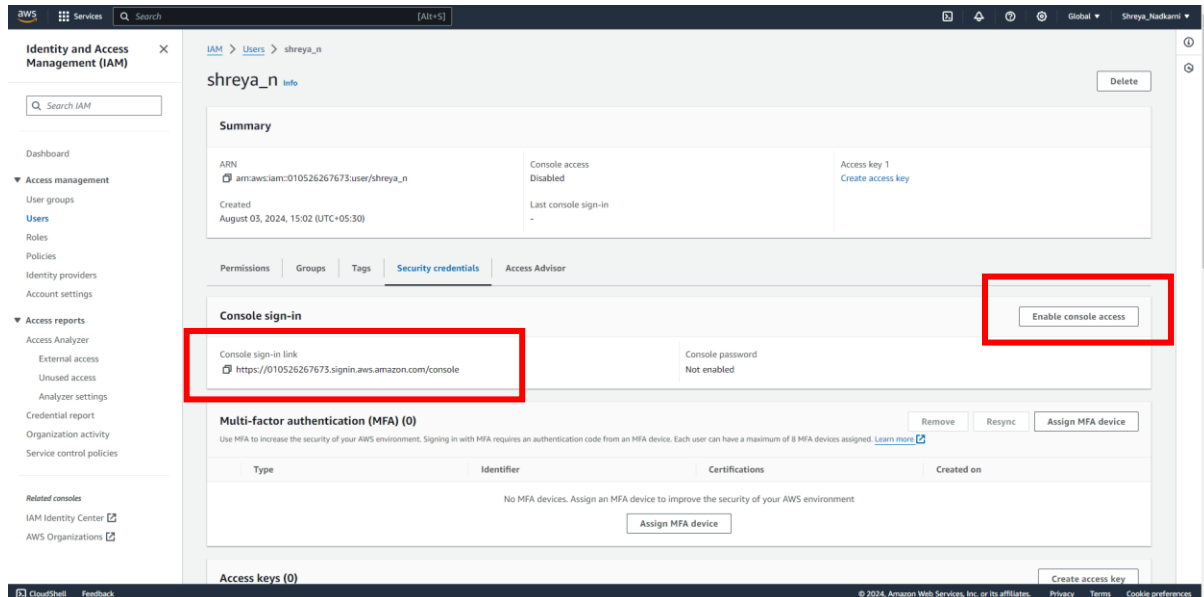 aws Services Search [Alt+S] Global Shreya_Nadkarni
Identity and Access
Management (IAM)
Search IAM
Dashboard
Access management
User groups
Users
Roles
Policies
Identity providers
Account settings
Access reports
Access Analyzer
External access
Unused access
Analyzer settings
Credential report
Organization activity
Service control policies
Related consoles
IAM Identity Center
AWS Organizations
IAM > Users > shreya_n
shreya_n Info
Delete
Summary
ARN
arn:aws:iam::010526267673:user/shreya_n
Created
August 03, 2024, 15:02 (UTC+05:30)
Console access
Disabled
Last console sign-in
-
Access key 1
Create access key
Permissions Groups Tags Security credentials Access Advisor
Console sign-in
Enable console access
Console sign-in link
https://010526267673.signin.aws.amazon.com/console
Console password
Not enabled
Multi-factor authentication (MFA) (0)
Remove Resync Assign MFA device
Use MFA to increase the security of your AWS environment. Signing in with MFA requires an authentication code from an MFA device. Each user can have a maximum of 8 MFA devices assigned. Learn more
Type Identifier Certifications Created on
No MFA devices. Assign an MFA device to improve the security of your AWS environment
Assign MFA device
Access keys (0)
Create access key
CloudShell Feedback © 2024, Amazon Web Services, Inc. or its affiliates. Privacy Terms Cookie preferences